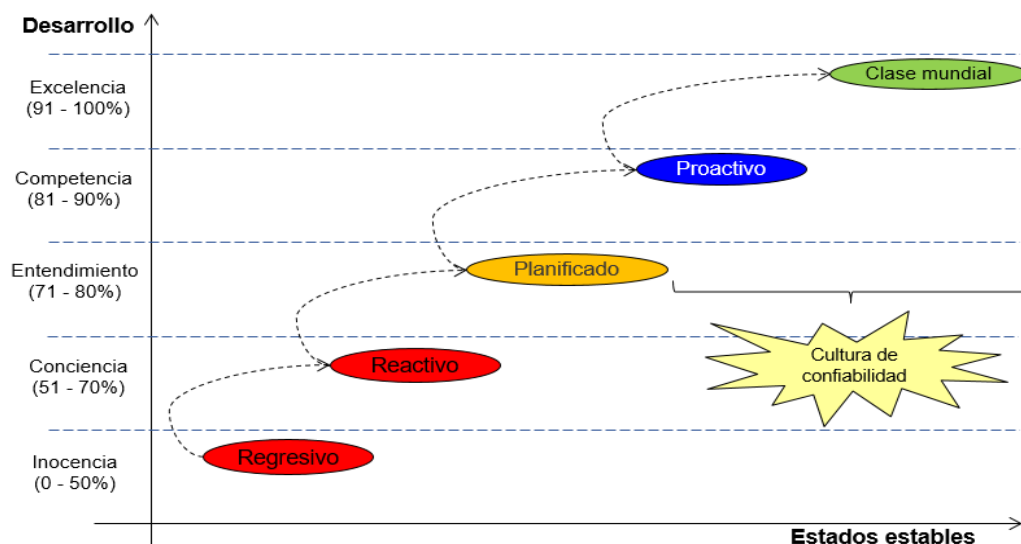 Desarrollo
Excelencia
(91 - 100%)
Clase mundial
Competencia
(81 - 90%)
Proactivo
Entendimiento
(71 - 80%)
Planificado
Conciencia
(51 - 70%)
Reactivo
Cultura de
confiabilidad
Inocencia
(0 - 50%)
Regresivo
Estados estables